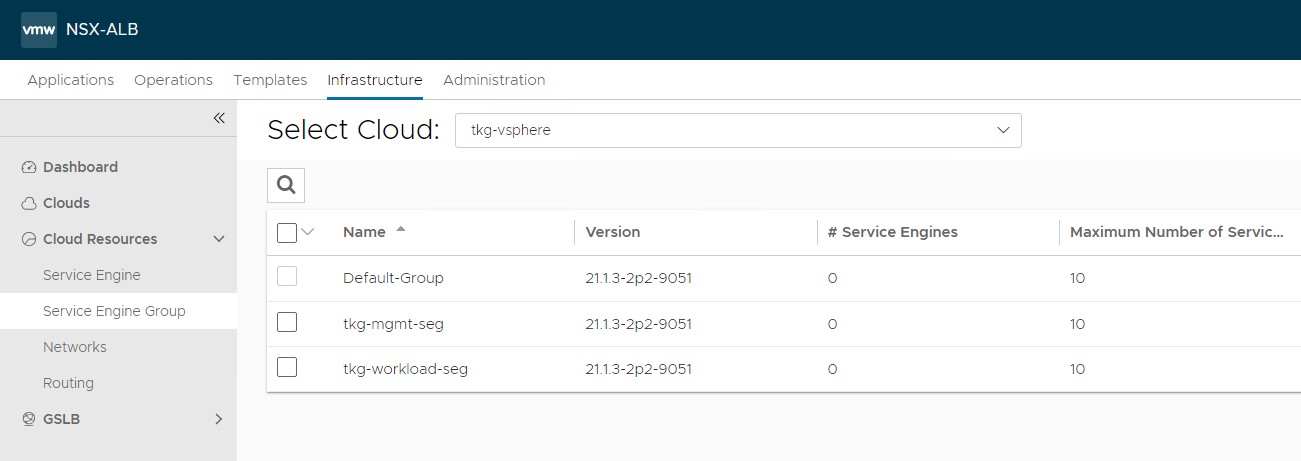 vmw NSX-ALB
Applications Operations Templates Infrastructure Administration
Select Cloud: tkg-vsphere
Dashboard
Clouds
Cloud Resources
Service Engine
Service Engine Group
Networks
Routing
GSLB
Name Version # Service Engines Maximum Number of Servic...
Default-Group 21.1.3-2p2-9051 0 10
tkg-mgmt-seg 21.1.3-2p2-9051 0 10
tkg-workload-seg 21.1.3-2p2-9051 0 10